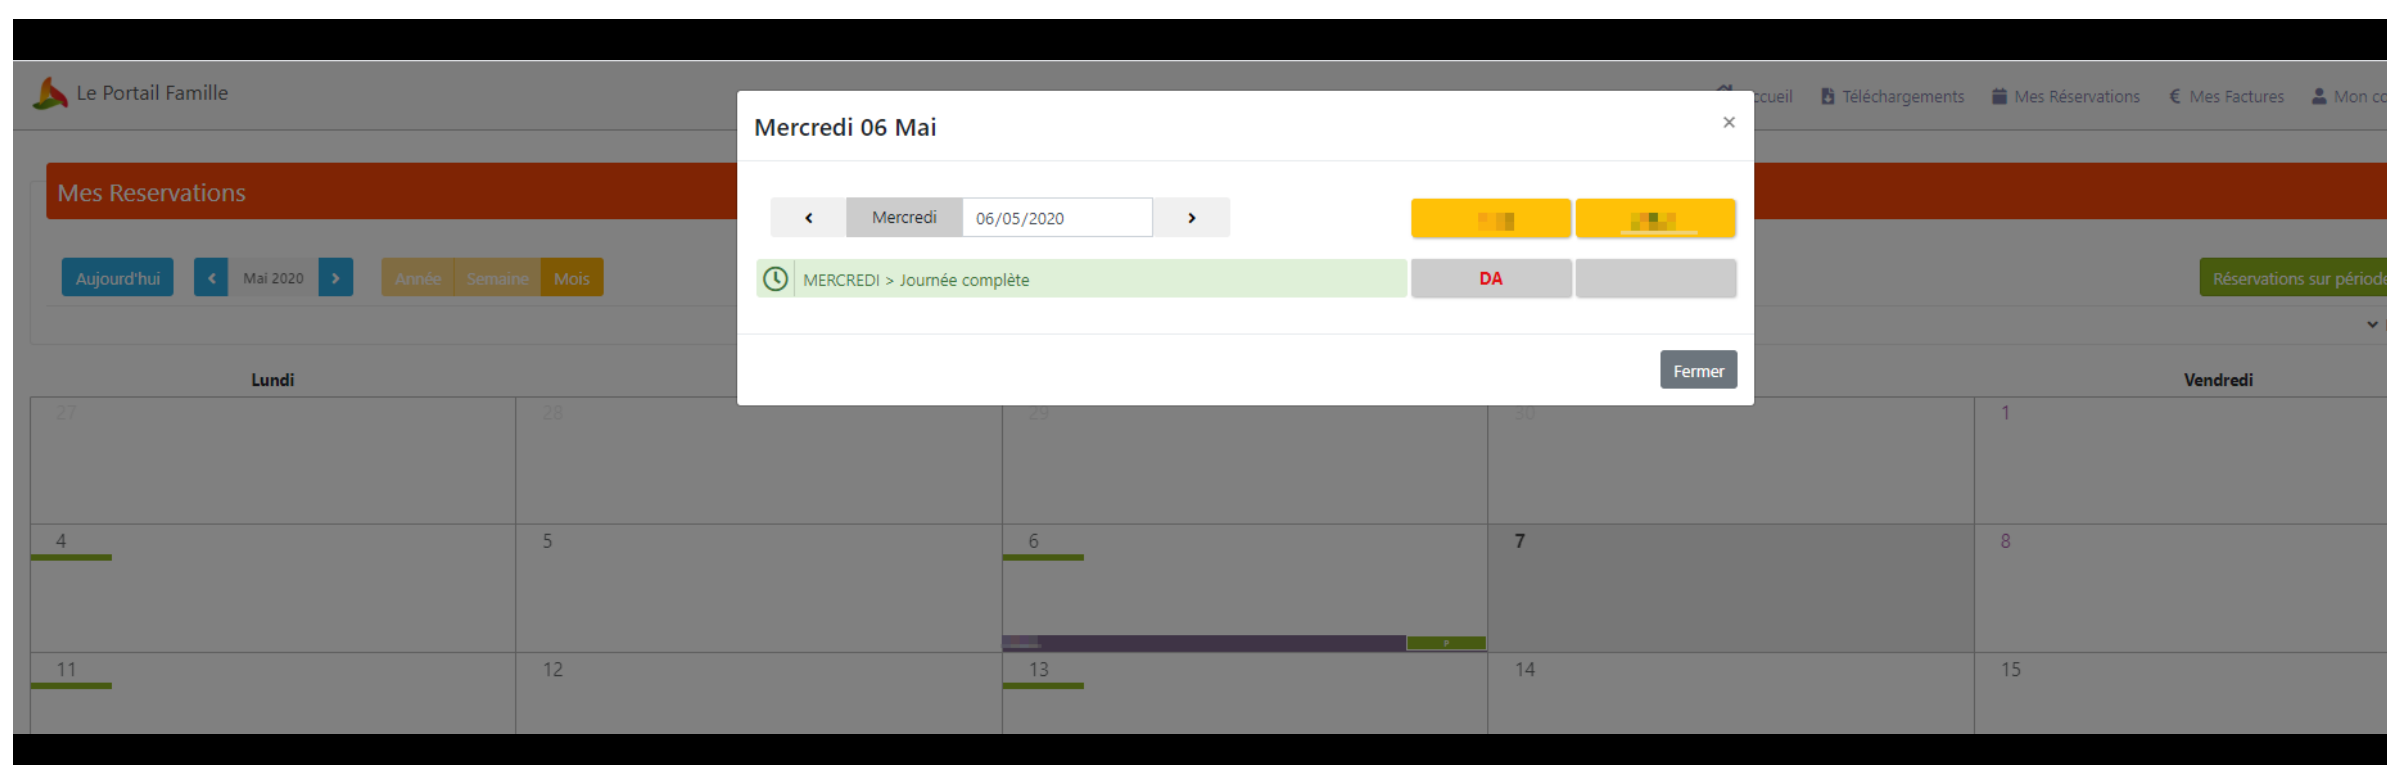 Le Portail Famille
ccueil Téléchargements Mes Réservations € Mes Factures Mon co
Mercredi 06 Mai ×
Mes Reservations
Mercredi 06/05/2020
Aujourd'hui Mai 2020 Année Semaine Mois
MERCREDI > Journée complète DA
Réservations sur période
Fermer
Lundi Vendredi
27 28 29 30 1
4 5 6 7 8
P
11 12 13 14 15